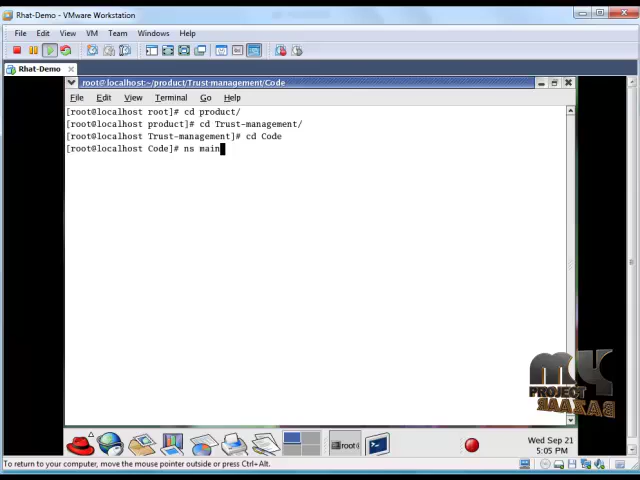 Rhat-Demo - VMware Workstation
File Edit View VM Team Windows Help
Rhat-Demo
root@localhost:~/product/Trust-management/Code
File Edit View Terminal Go Help
[root@localhost root]# cd product/
[root@localhost product]# cd Trust-management/
[root@localhost Trust-management]# cd Code
[root@localhost Code]# ns main
MY
PROJECT
BAZAAR
root@
Wed Sep 21
5:05 PM
To return to your computer, move the mouse pointer outside or press Ctrl+Alt.